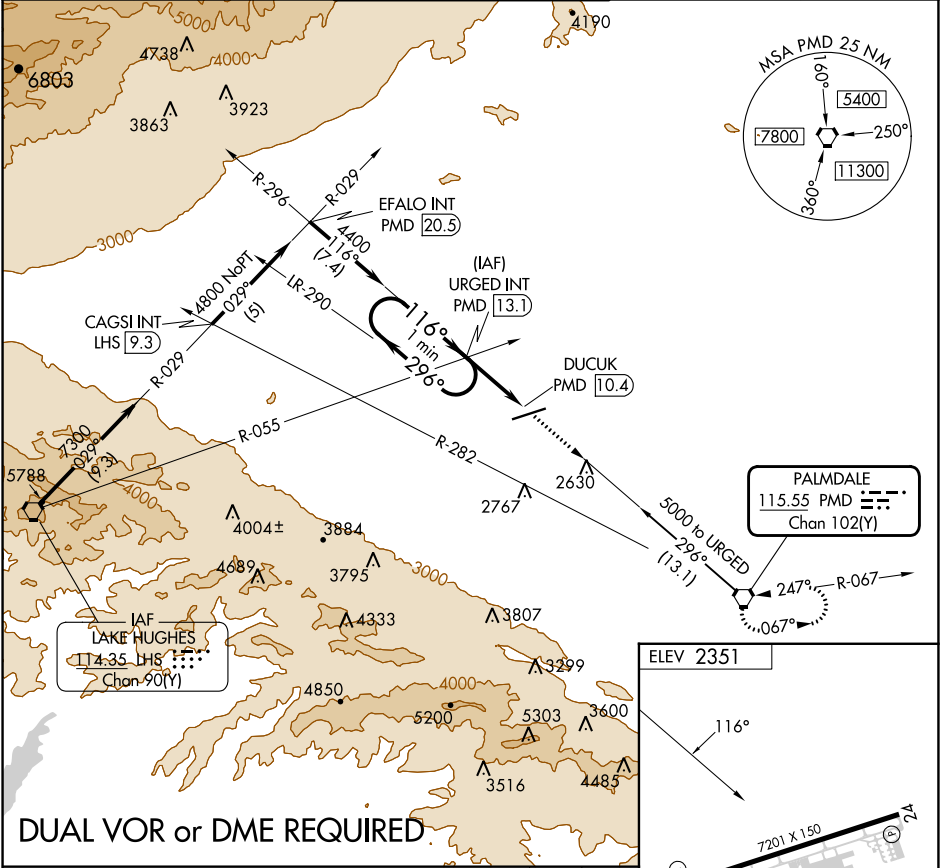 5000
4190
4738
4000
6803
3923
3863
MSA PMD 25 NM
160°
5400
7800
250°
11300
360°
R-296
R-029
EFALO INT
PMD 20.5
3000
4400
116°
(7.4)
4800 NoPT
029°
(5)
LR-290
(IAF)
URGED INT
PMD 13.1
CAGSI INT
LHS 9.3
116°
1 min
296°
R-029
DUCUK
PMD 10.4
R-055
R-282
7300
029°
(9.3)
5788
4000
2630
2767
PALMDALE
115.55 PMD
Chan 102(Y)
5000 to URGED
296°
(13.1)
4004±
3884
3795
3000
4689
247°
R-067
067°
IAF
LAKE HUGHES
114.35 LHS
Chan 90(Y)
4333
3807
3299
ELEV 2351
4850
4000
5200
5303
3600
116°
3516
4485
DUAL VOR or DME REQUIRED
7201 X 150
24
P